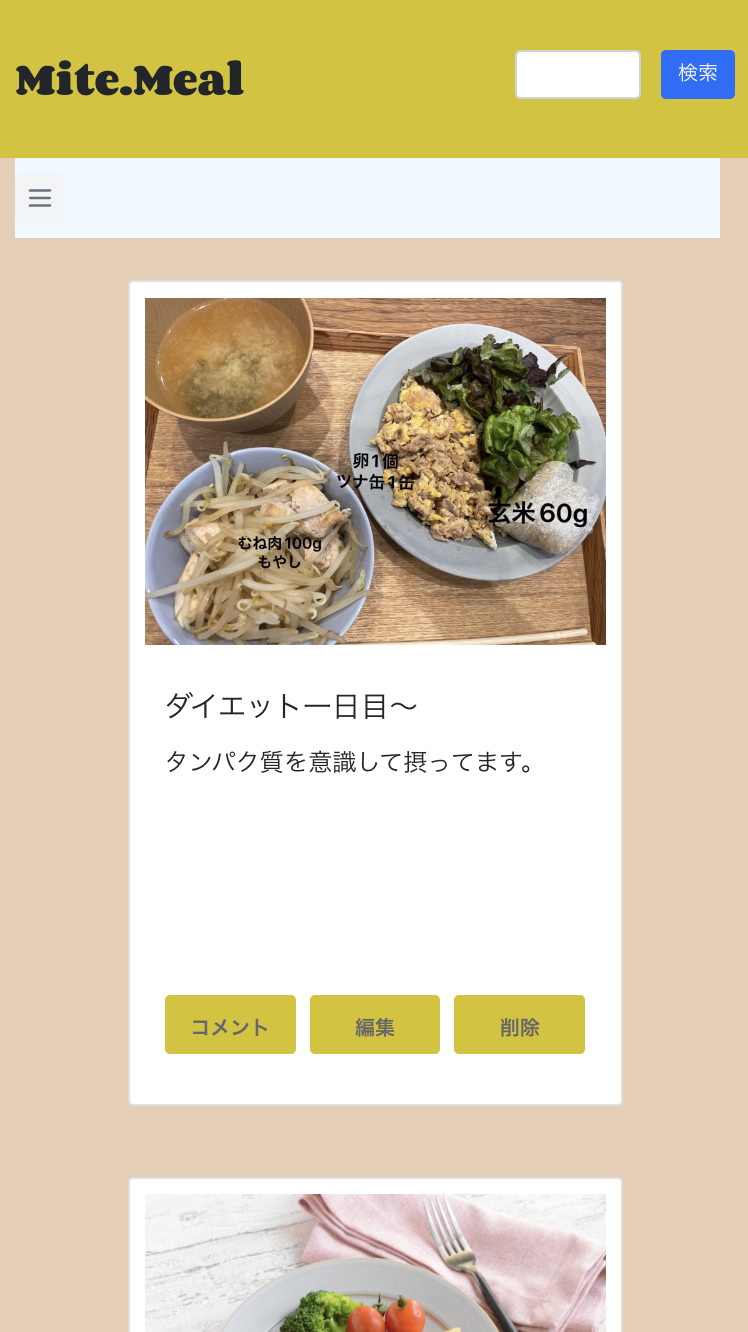 Mite.Meal
検索
卵1個
ツナ缶1缶
玄米60g
むね肉100g
もやし
ダイエット一日目〜
タンパク質を意識して摂ってます。
コメント
編集
削除